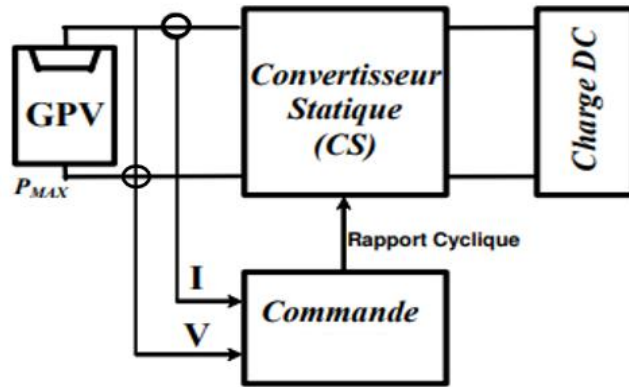 GPV
P_MAX
Convertisseur
Statique
(CS)
Charge DC
Rapport Cyclique
I
V
Commande